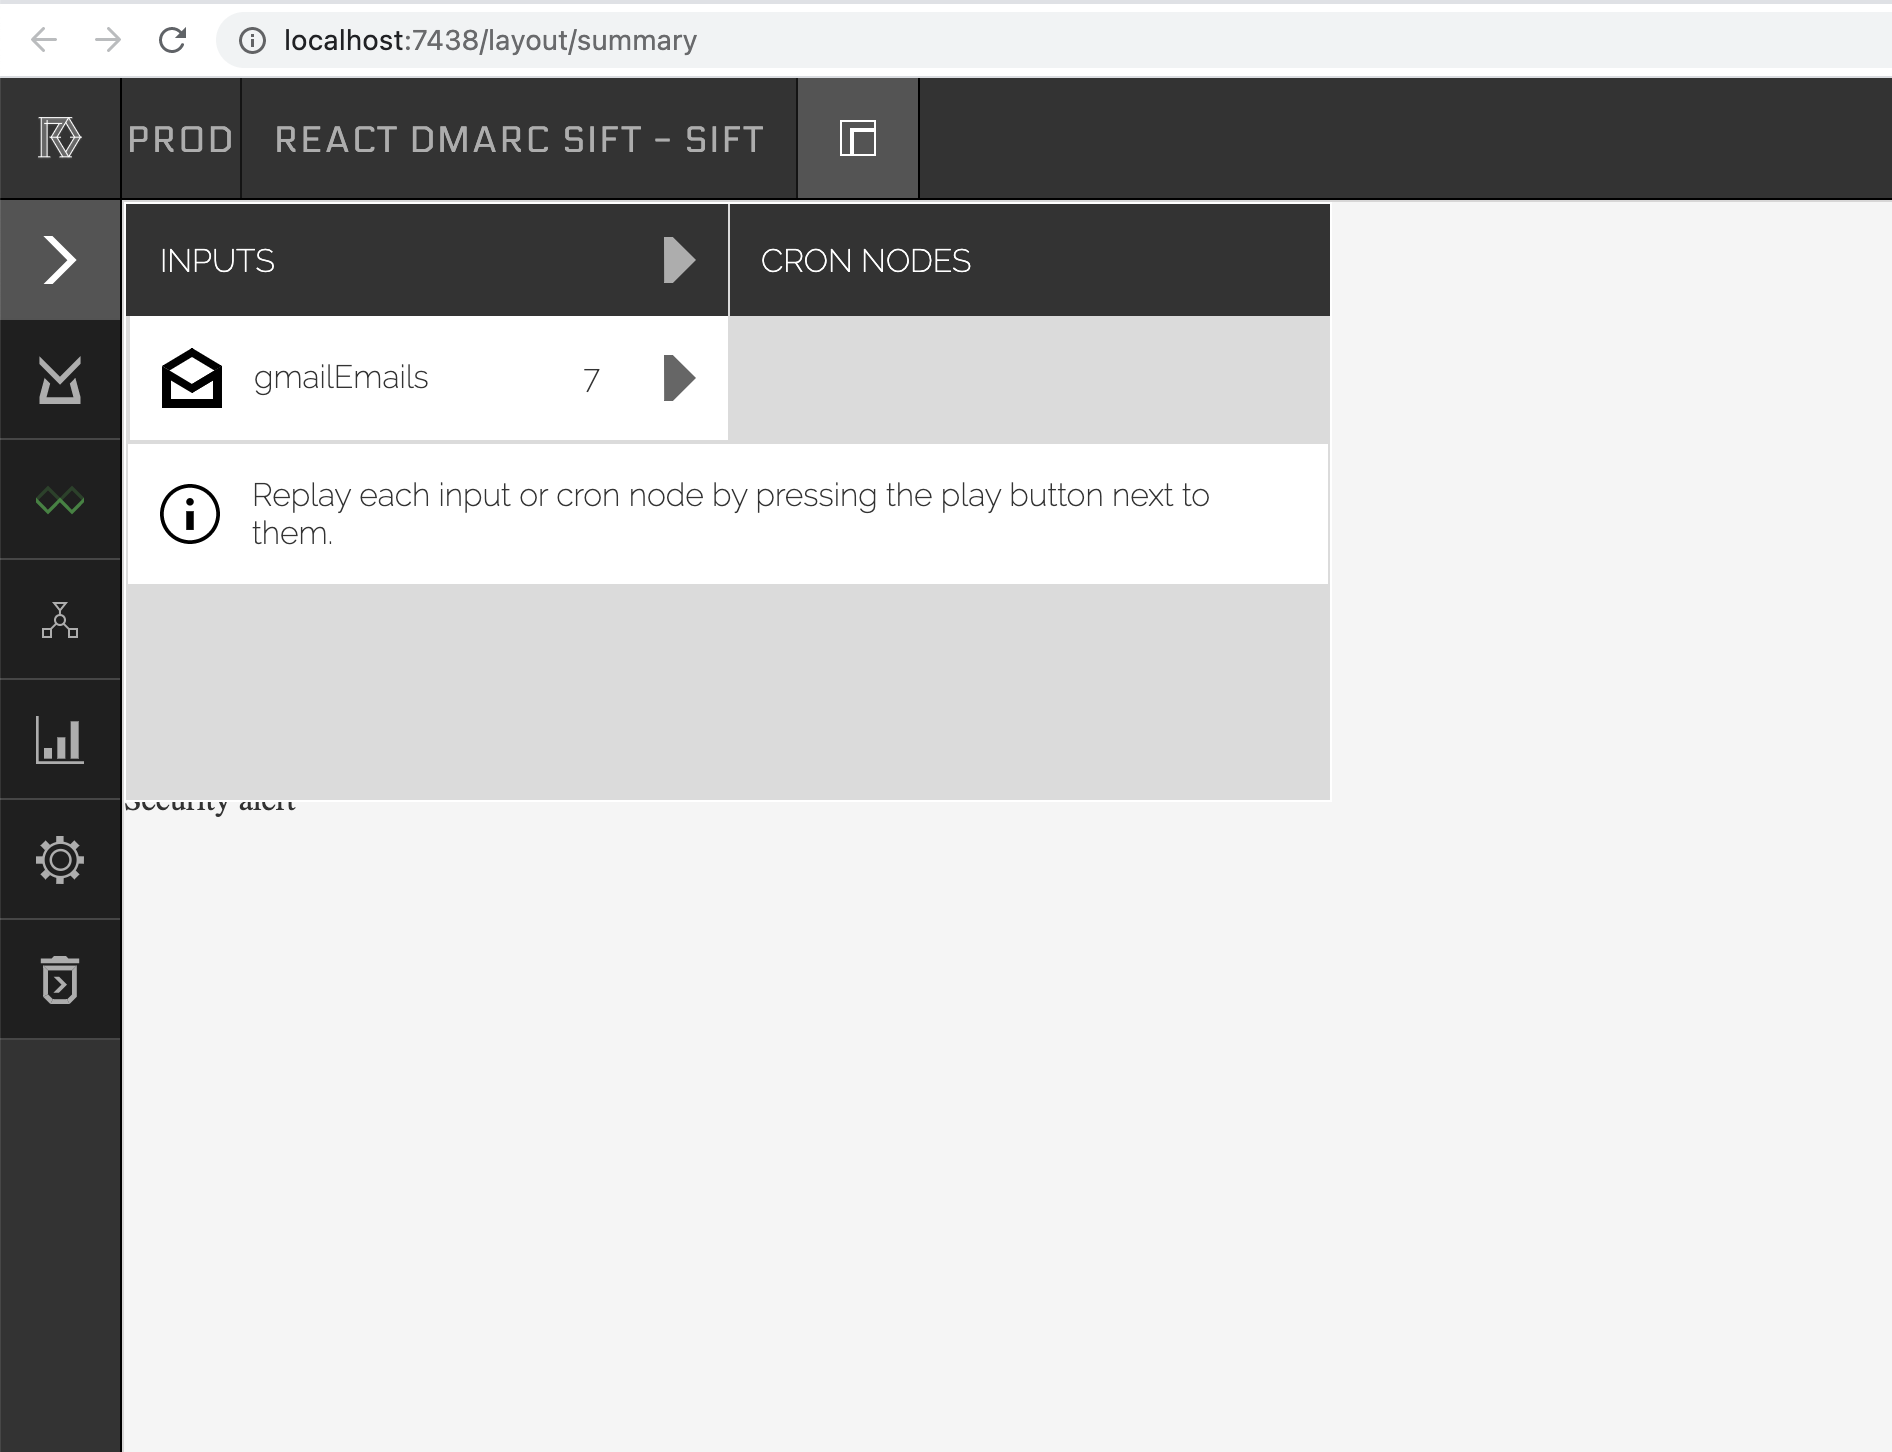 localhost:7438/layout/summary
PROD
REACT DMARC SIFT – SIFT
INPUTS
CRON NODES
gmailEmails 7
Replay each input or cron node by pressing the play button next to
them.
Security alert